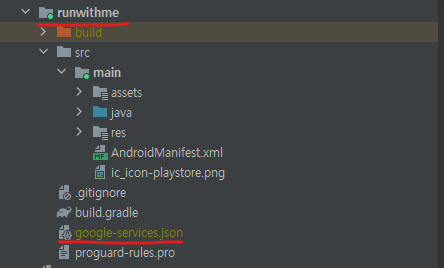 runwithme
build
src
main
assets
java
res
AndroidManifest.xml
ic_icon-playstore.png
.gitignore
build.gradle
google-services.json
proguard-rules.pro